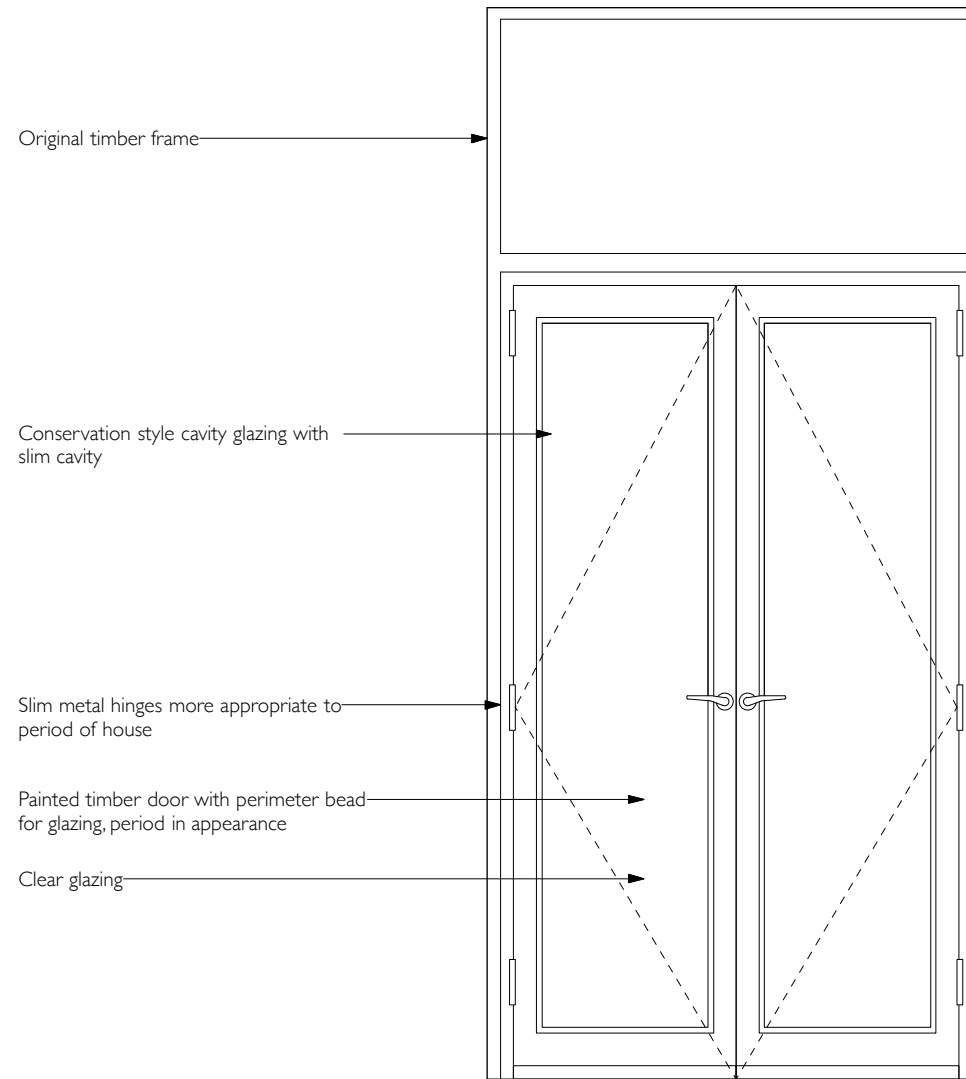 Original timber frame
Conservation style cavity glazing with
slim cavity
Slim metal hinges more appropriate to
period of house
Painted timber door with perimeter bead
for glazing, period in appearance
Clear glazing